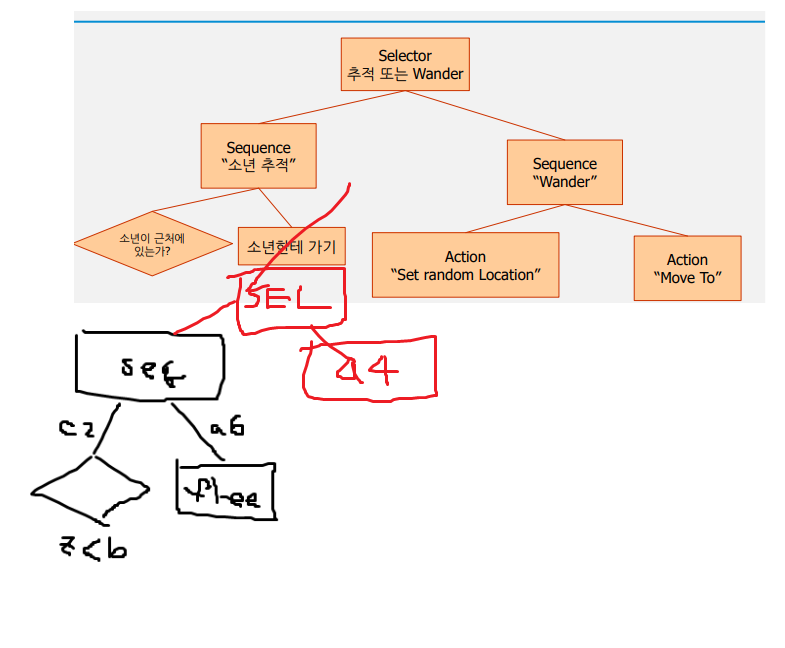 Selector
추적 또는 Wander
Sequence
“소년 추적”
Sequence
“Wander”
소년이 근처에
있는가?
소년한테 가기
Action
“Set random Location”
Action
“Move To”
SEL
seq
a4
c2
a6
flee
z<b